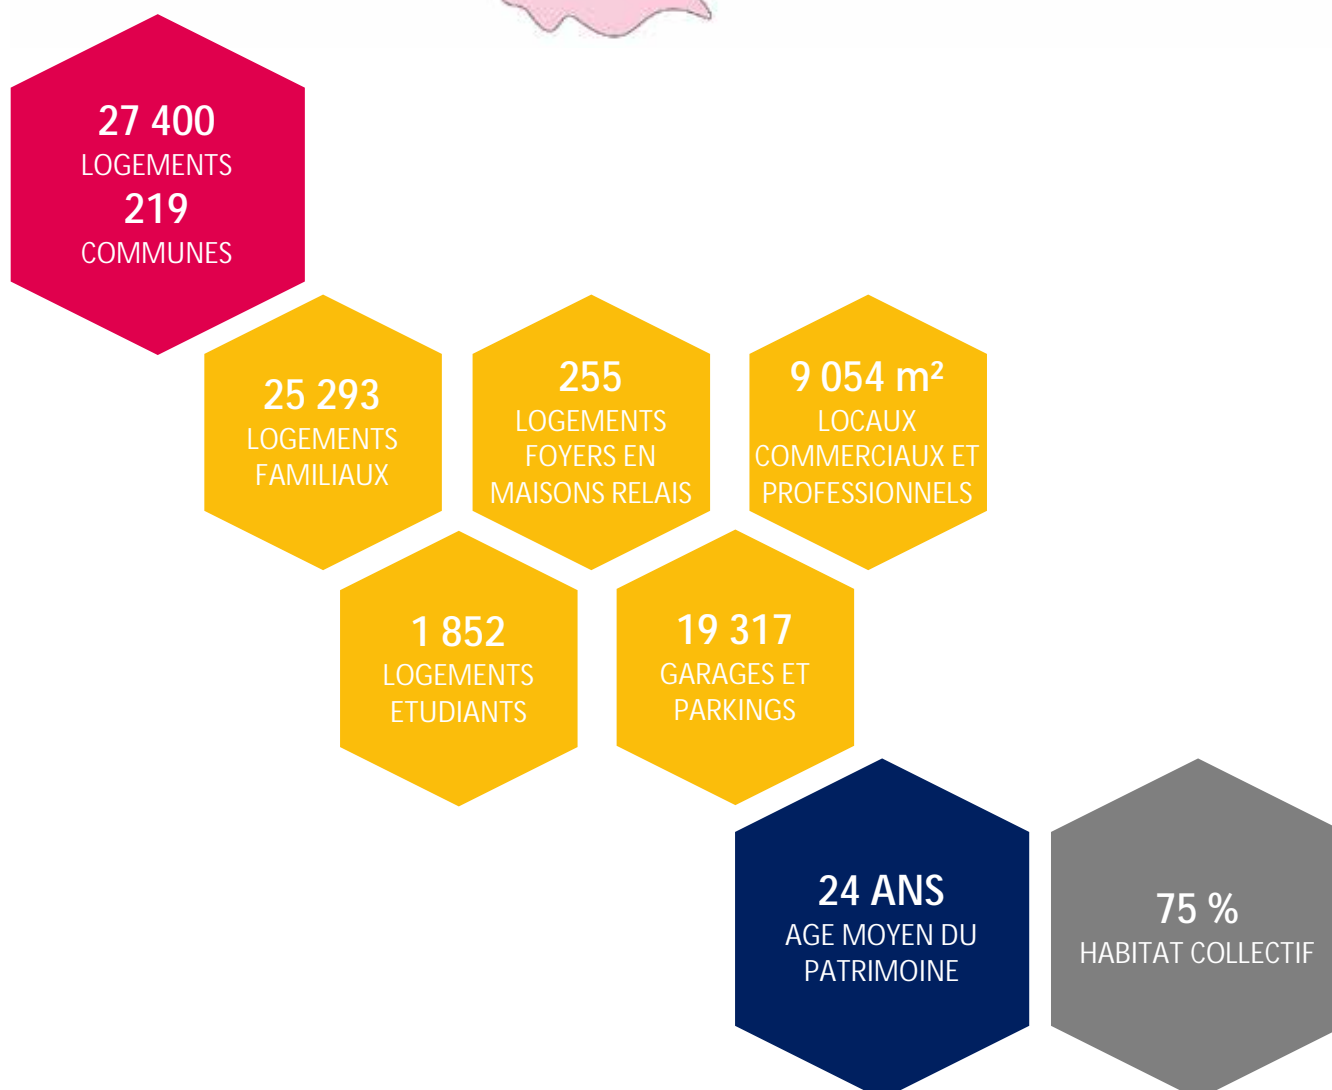 27 400
LOGEMENTS
219
COMMUNES
25 293
LOGEMENTS
FAMILIAUX
255
LOGEMENTS
FOYERS EN
MAISONS RELAIS
9 054 m²
LOCAUX
COMMERCIAUX ET
PROFESSIONNELS
1 852
LOGEMENTS
ETUDIANTS
19 317
GARAGES ET
PARKINGS
24 ANS
AGE MOYEN DU
PATRIMOINE
75 %
HABITAT COLLECTIF